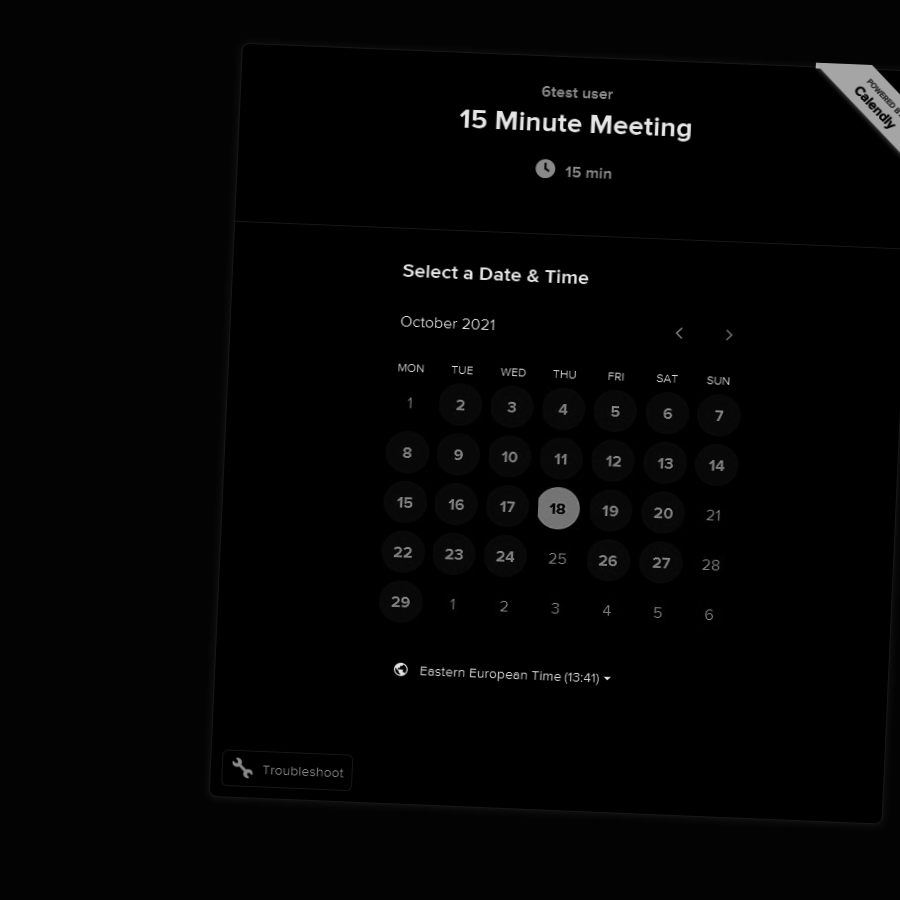 6test user
15 Minute Meeting
15 min
POWERED BY
Calendly
Select a Date & Time
October 2021
MON TUE WED THU FRI SAT SUN
1 2 3 4 5 6 7
8 9 10 11 12 13 14
15 16 17 18 19 20 21
22 23 24 25 26 27 28
29 1 2 3 4 5 6
Eastern European Time (13:41)
Troubleshoot